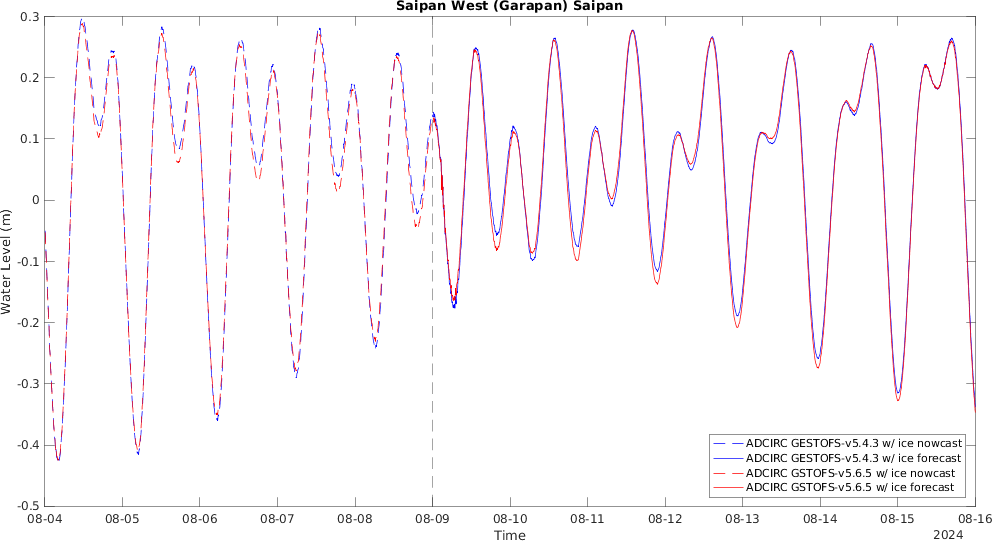 Saipan West (Garapan) Saipan
0.3
0.2
0.1
0
-0.1
-0.2
-0.3
-0.4
-0.5
Water Level (m)
ADCIRC GESTOFS-v5.4.3 w/ ice nowcast
ADCIRC GESTOFS-v5.4.3 w/ ice forecast
ADCIRC GSTOFS-v5.6.5 w/ ice nowcast
ADCIRC GSTOFS-v5.6.5 w/ ice forecast
08-04 08-05 08-06 08-07 08-08 08-09 08-10 08-11 08-12 08-13 08-14 08-15 08-16
Time
2024